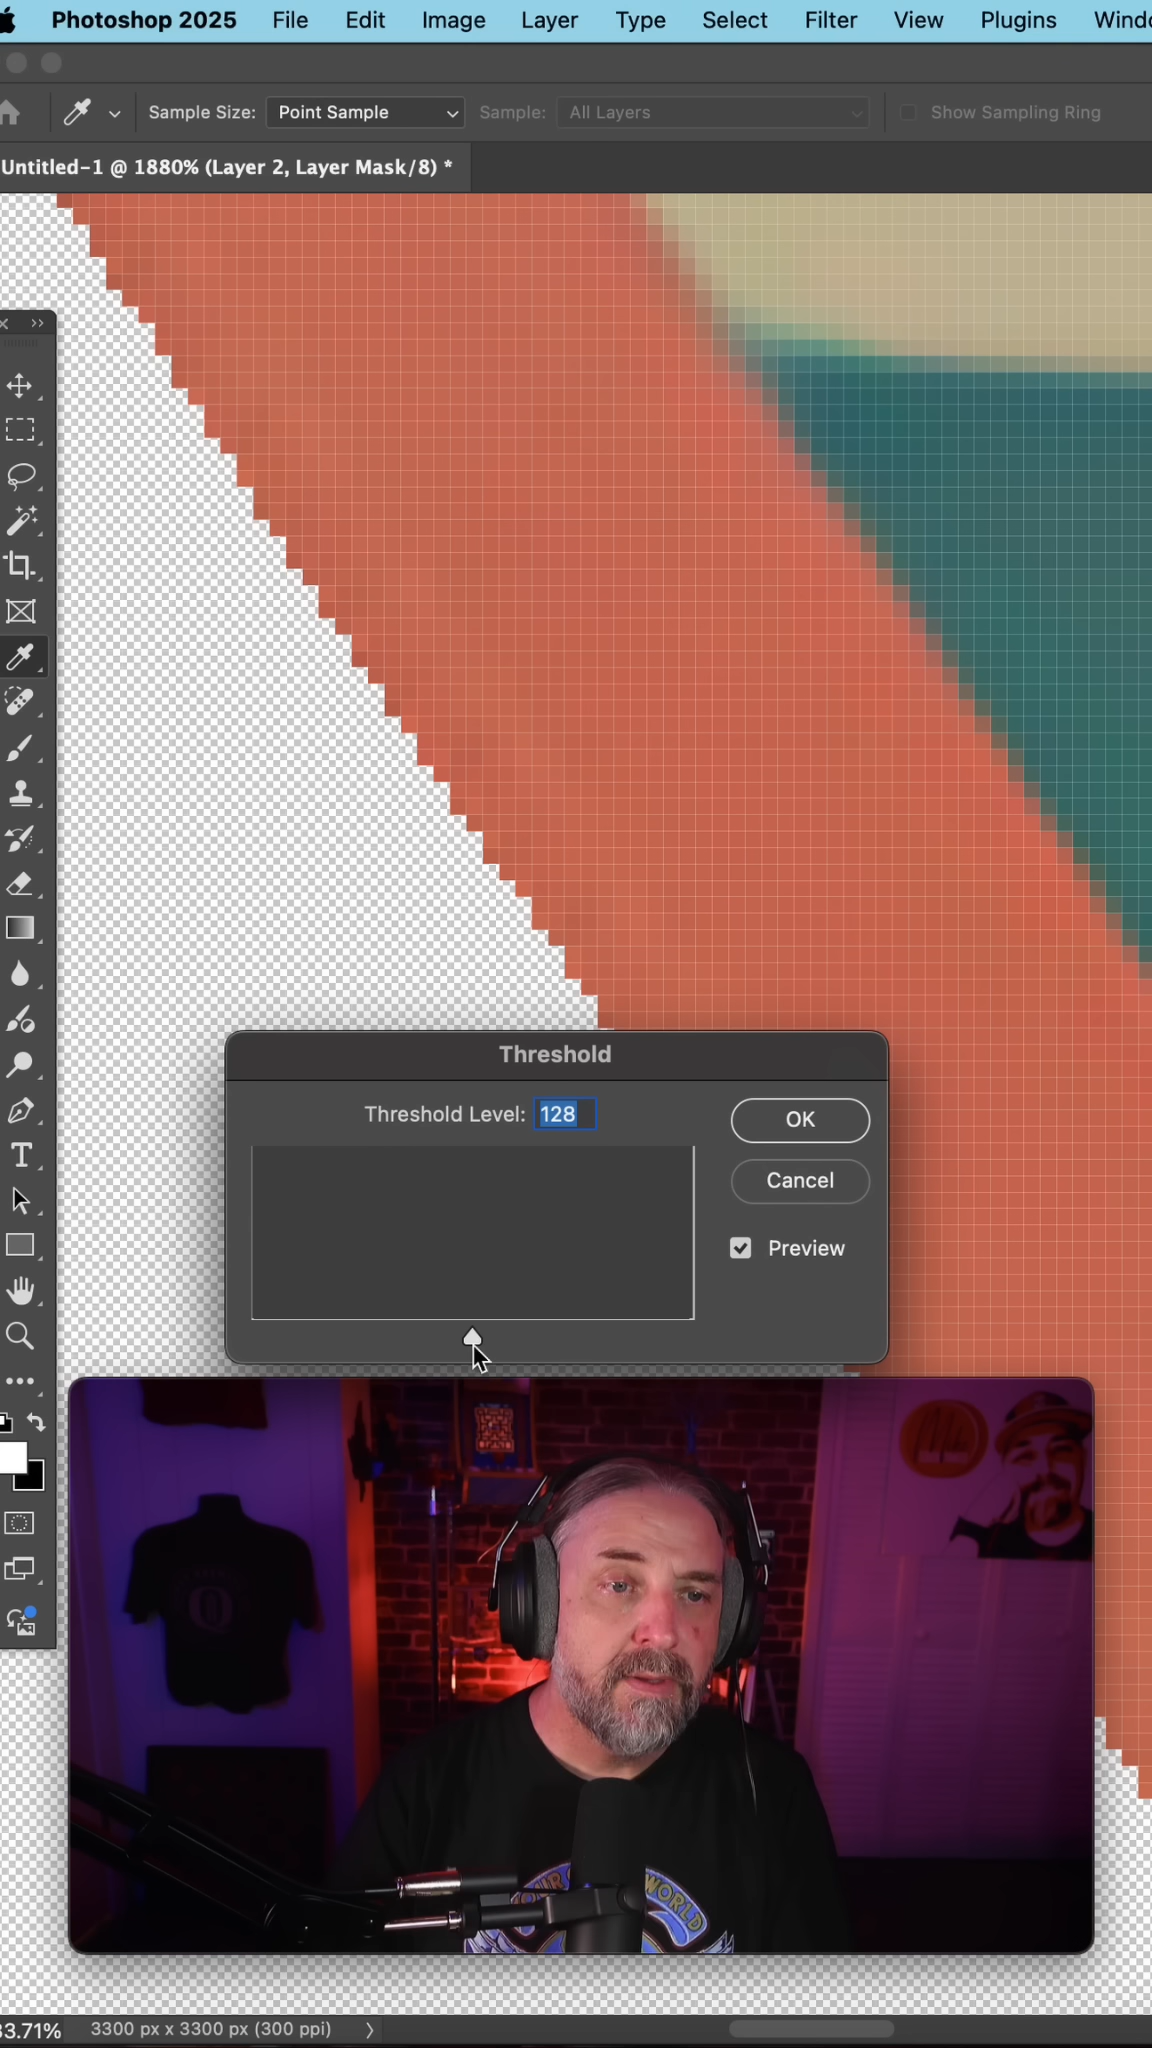 Photoshop 2025 File Edit Image Layer Type Select Filter View Plugins
Sample Size: Point Sample Sample: All Layers Show Sampling Ring
Untitled-1 @ 1880% (Layer 2, Layer Mask/8) *
Threshold
Threshold Level: 128
OK
Cancel
Preview
WORLD
33.71% 3300 px x 3300 px (300 ppi)